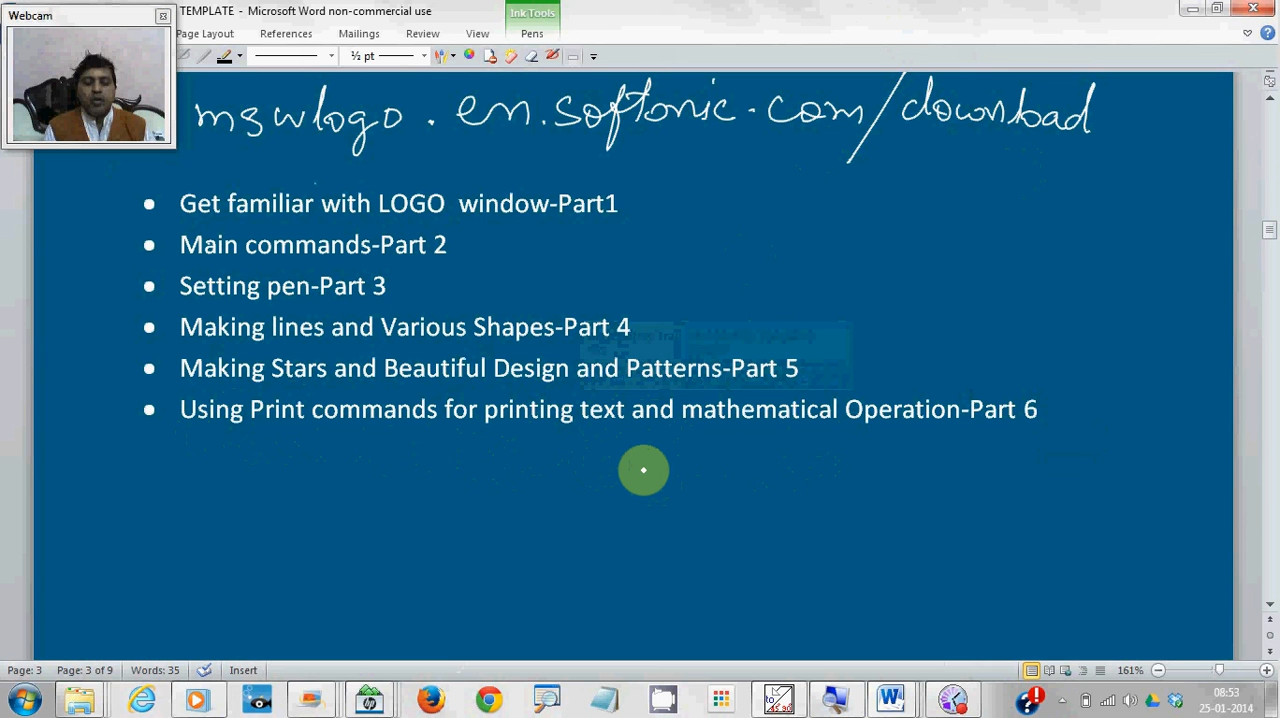 Webcam
TEMPLATE - Microsoft Word non-commercial use
Ink Tools
Page Layout References Mailings Review View Pens
½ pt
mswlogo.en.softonic.com/download
• Get familiar with LOGO window-Part1
• Main commands-Part 2
• Setting pen-Part 3
• Making lines and Various Shapes-Part 4
• Making Stars and Beautiful Design and Patterns-Part 5
• Using Print commands for printing text and mathematical Operation-Part 6
Page: 3 Page: 3 of 9 Words: 35 Insert 161%
08:53
25-01-2014